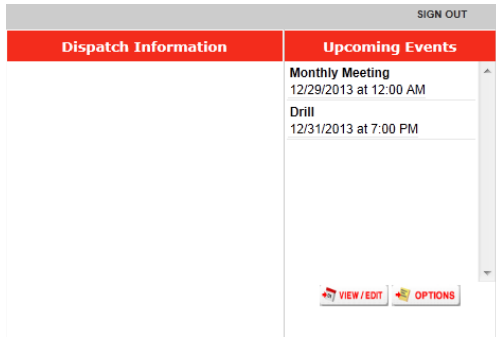 SIGN OUT
Dispatch Information
Upcoming Events
Monthly Meeting
12/29/2013 at 12:00 AM
Drill
12/31/2013 at 7:00 PM
VIEW / EDIT
OPTIONS